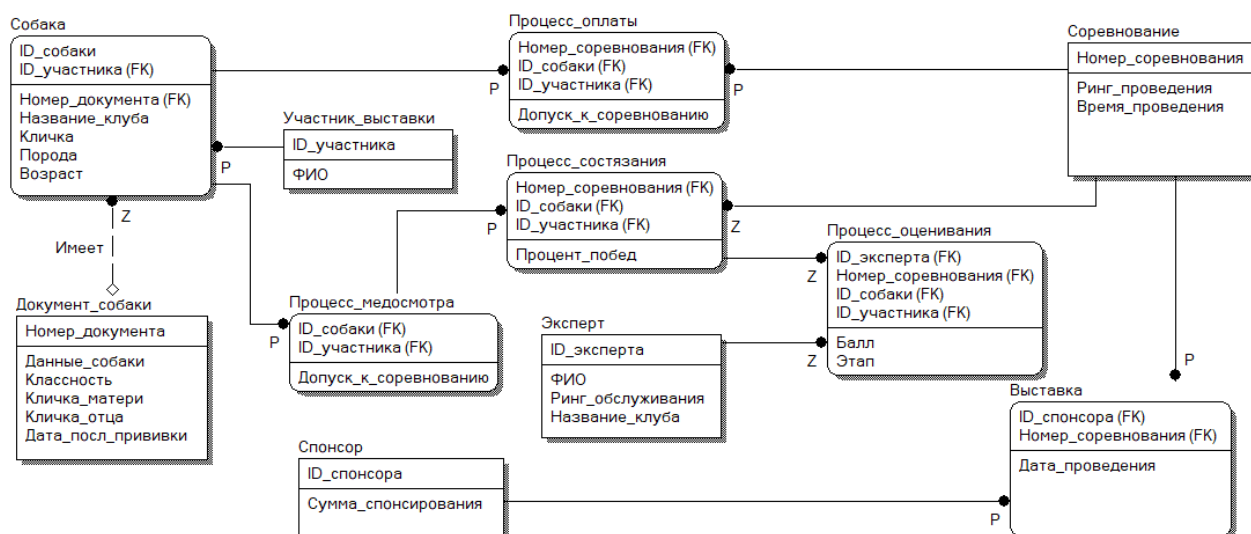 Собака
ID_собаки
ID_участника (FK)
Номер_документа (FK)
Название_клуба
Кличка
Порода
Возраст
Z
Имеет
Документ_собаки
Номер_документа
Данные_собаки
Классность
Кличка_матери
Кличка_отца
Дата_посл_прививки
Участник_выставки
ID_участника
ФИО
P
Процесс_медосмотра
ID_собаки (FK)
ID_участника (FK)
Допуск_к_соревнованию
P
Процесс_оплаты
Номер_соревнования (FK)
ID_собаки (FK)
ID_участника (FK)
Допуск_к_соревнованию
P
P
Процесс_состязания
Номер_соревнования (FK)
ID_собаки (FK)
ID_участника (FK)
Процент_побед
P
Z
Соревнование
Номер_соревнования
Ринг_проведения
Время_проведения
Процесс_оценивания
ID_эксперта (FK)
Номер_соревнования (FK)
ID_собаки (FK)
ID_участника (FK)
Балл
Этап
Z
Z
Эксперт
ID_эксперта
ФИО
Ринг_обслуживания
Название_клуба
Спонсор
ID_спонсора
Сумма_спонсирования
P
Выставка
ID_спонсора (FK)
Номер_соревнования (FK)
Дата_проведения
P